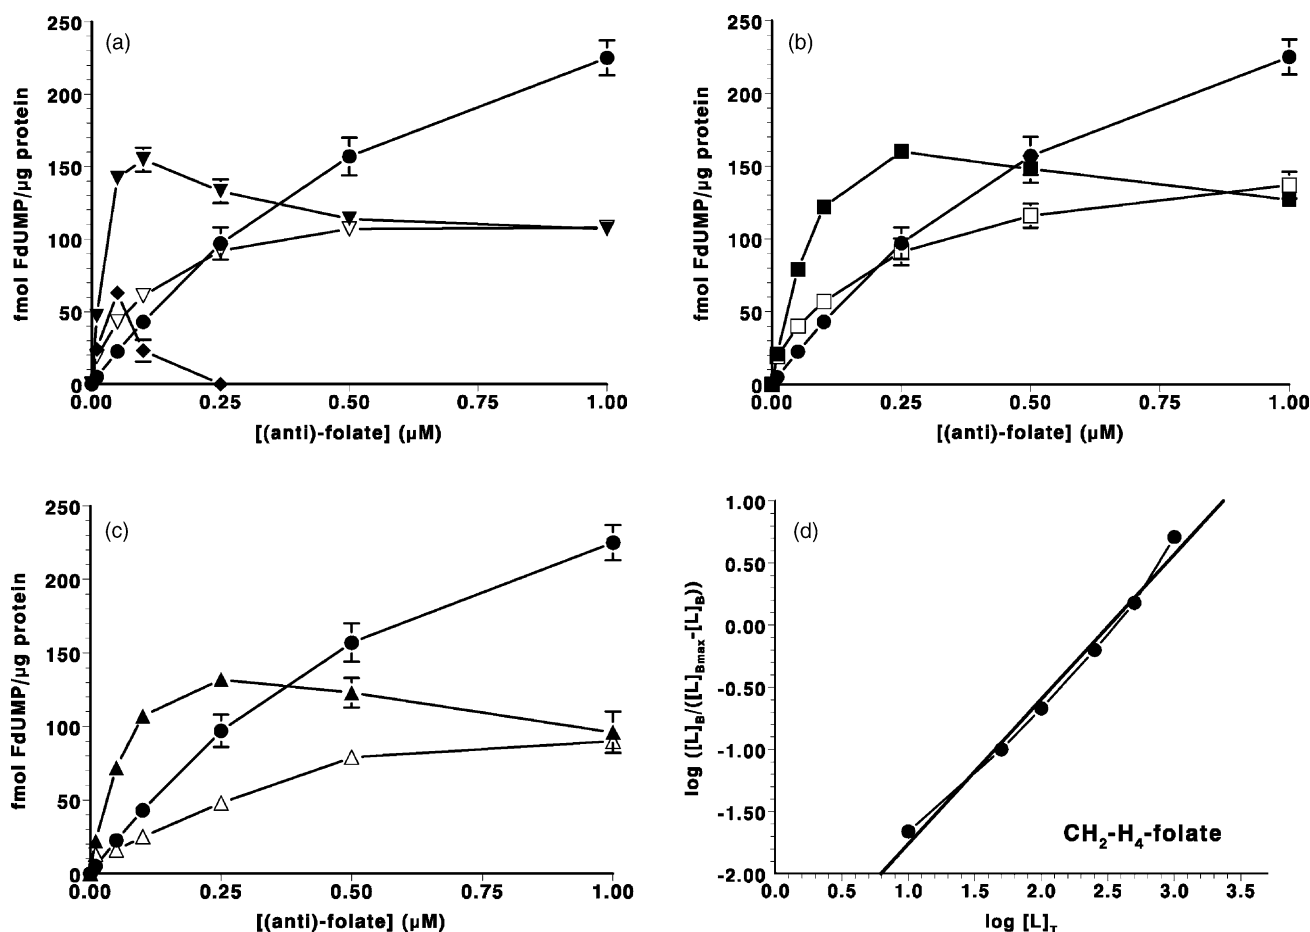 (a)
fmol FdUMP/µg protein
250
200
150
100
50
0
0.00 0.25 0.50 0.75 1.00
[(anti)-folate] (µM)
(b)
fmol FdUMP/µg protein
250
200
150
100
50
0
0.00 0.25 0.50 0.75 1.00
[(anti)-folate] (µM)
(c)
fmol FdUMP/µg protein
250
200
150
100
50
0
0.00 0.25 0.50 0.75 1.00
[(anti)-folate] (µM)
(d)
log ([L]B/([L]Bmax-[L]B))
1.00
0.50
0.00
-0.50
-1.00
-1.50
-2.00
CH2-H4-folate
0.0 0.5 1.0 1.5 2.0 2.5 3.0 3.5
log [L]T